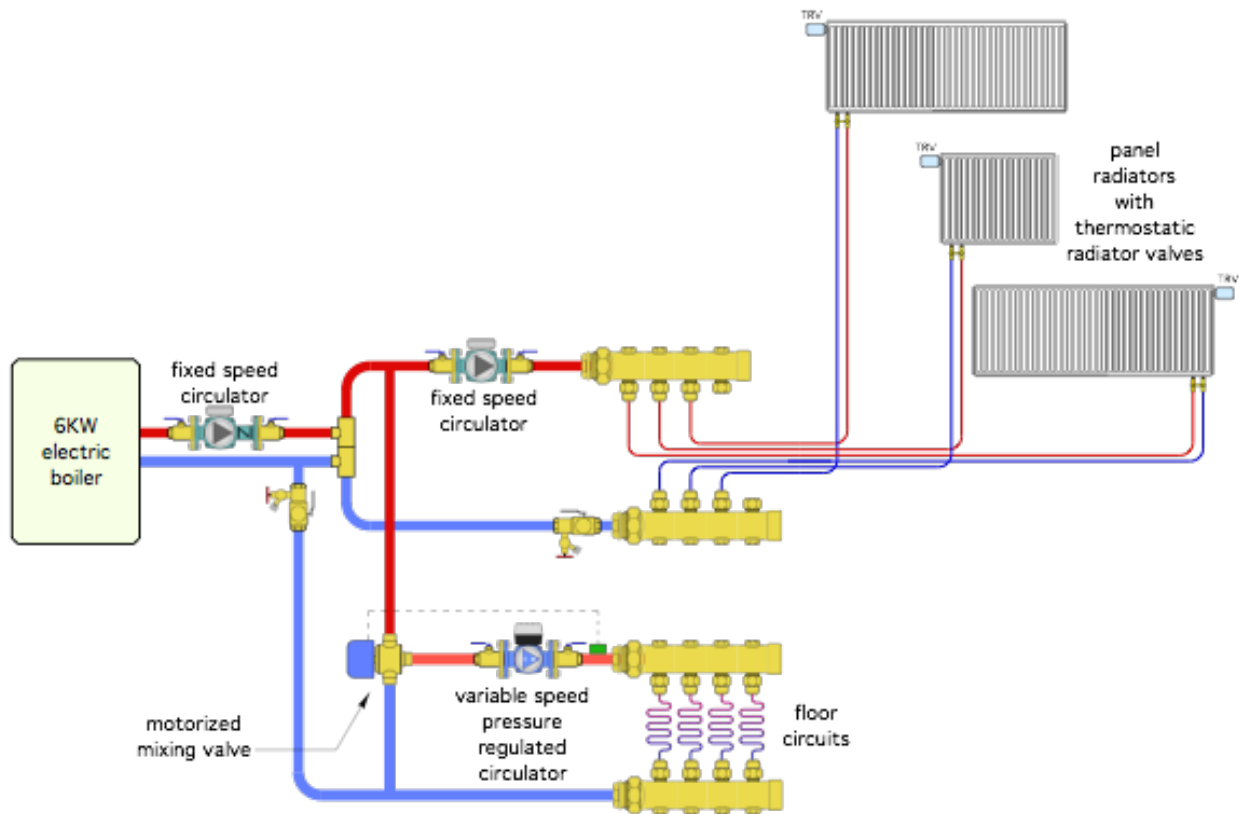 TRV
TRV
panel
radiators
with
thermostatic
radiator valves
TRV
fixed speed
circulator
fixed speed
circulator
6KW
electric
boiler
motorized
mixing valve
variable speed
pressure
regulated
circulator
floor
circuits